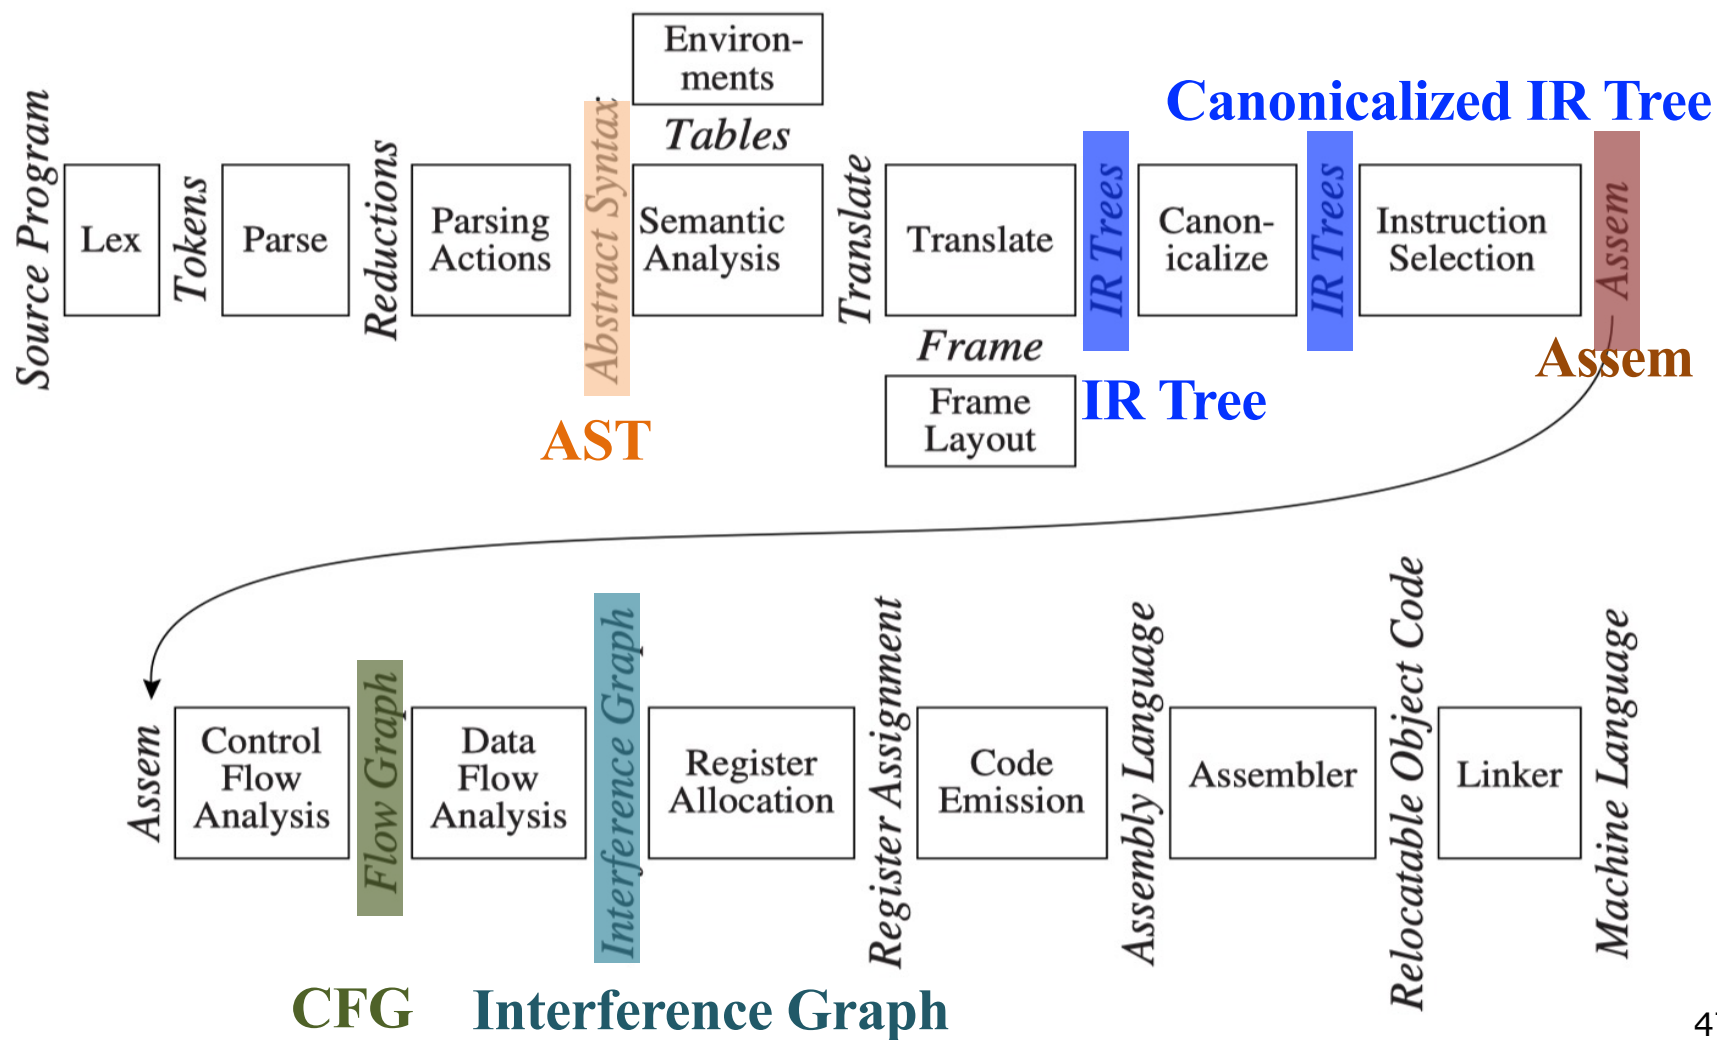 Source Program
Lex
Tokens
Parse
Reductions
Parsing
Actions
Abstract Syntax
AST
Environ-
ments
Tables
Semantic
Analysis
Translate
Translate
Frame
Frame
Layout
IR Trees
IR Tree
Canon-
icalize
IR Trees
Canonicalized IR Tree
Instruction
Selection
Assem
Assem
Assem
Control
Flow
Analysis
Flow Graph
CFG
Data
Flow
Analysis
Interference Graph
Interference Graph
Register
Allocation
Register Assignment
Code
Emission
Assembly Language
Assembler
Relocatable Object Code
Linker
Machine Language